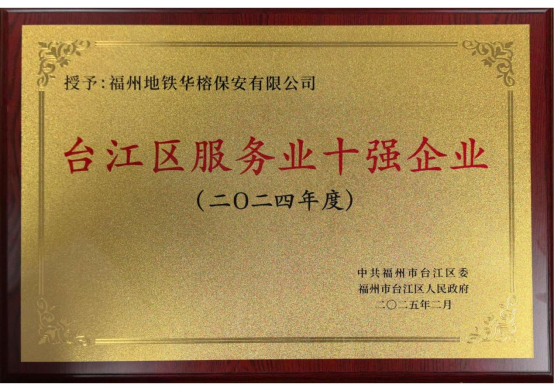 授予:福州地铁华榕保安有限公司
台江区服务业十强企业
(二〇二四年度)
中共福州市台江区委
福州市台江区人民政府
二〇二五年二月